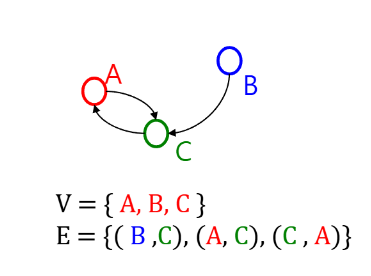 A
B
C
V = { A, B, C }
E = {( B ,C), (A, C), (C , A)}